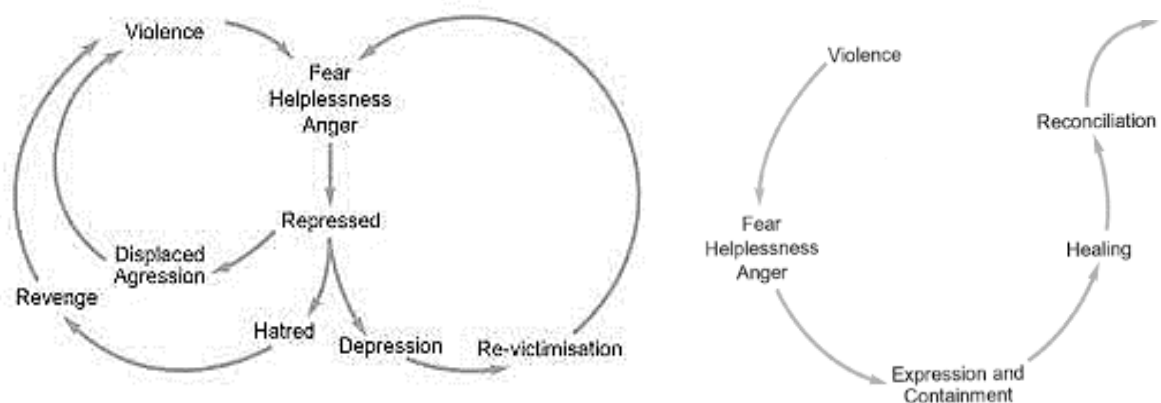 Violence
Fear
Helplessness
Anger
Repressed
Displaced
Agression
Revenge
Hatred
Depression
Re-victimisation
Violence
Fear
Helplessness
Anger
Expression and
Containment
Healing
Reconciliation